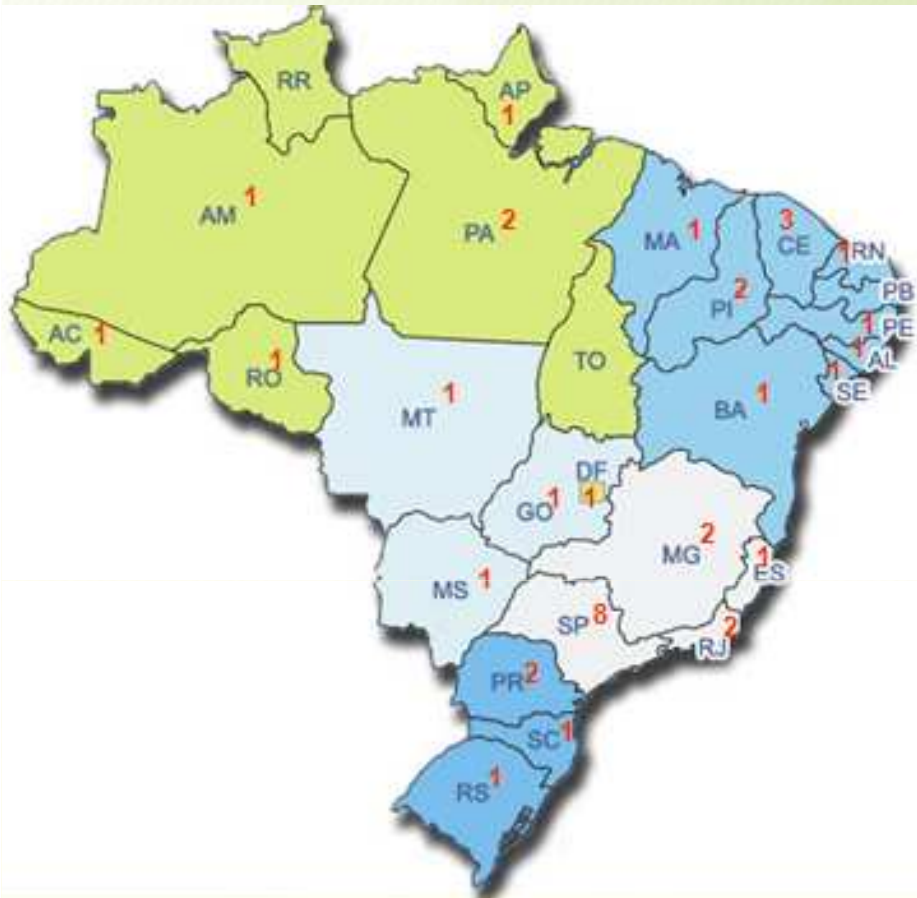 RR
AP
1
AM 1
PA 2
MA 1
3
CE
1 RN
PI 2
PB
1
PE
AC 1
RO 1
TO
1
AL
1
SE
MT 1
BA 1
DF
1
GO 1
MG 2
1
ES
MS 1
SP 8
2
RJ
PR 2
SC 1
RS 1